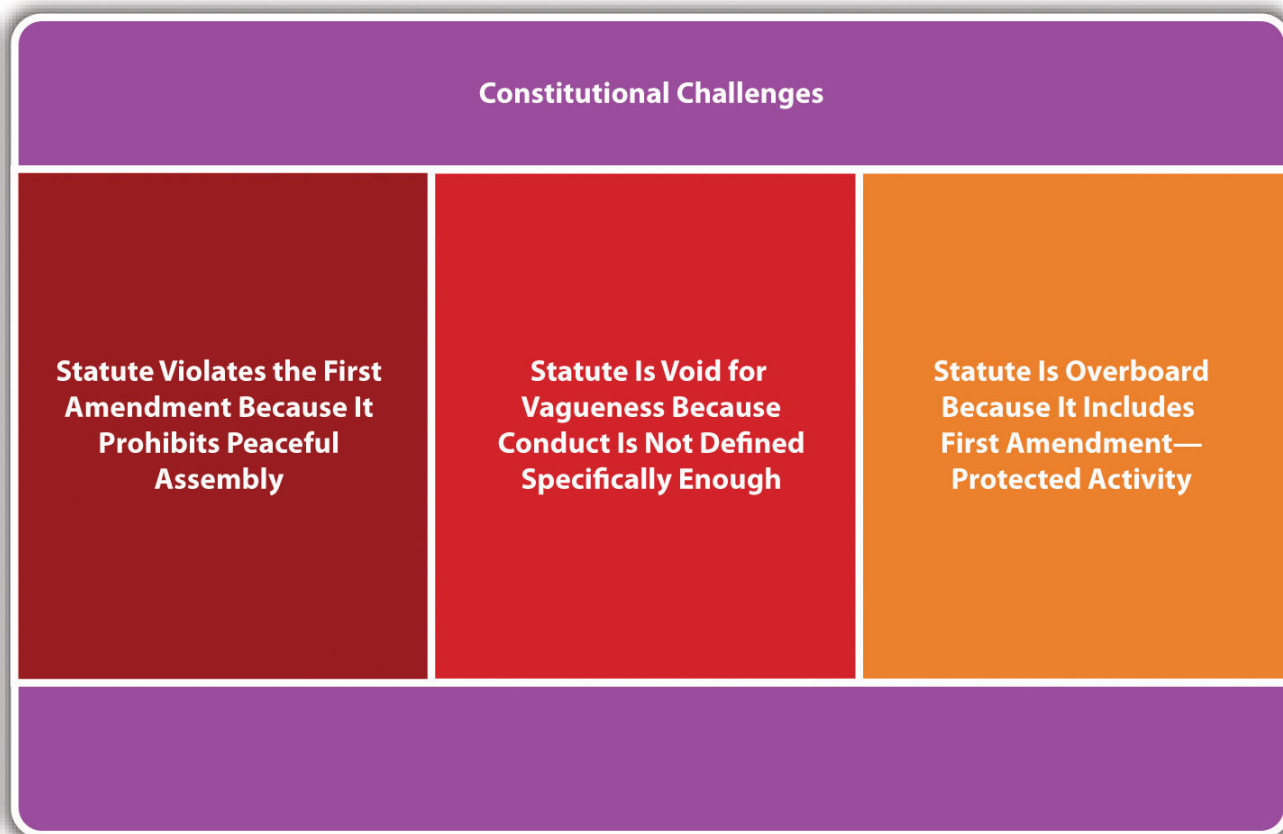 Constitutional Challenges
Statute Violates the First
Amendment Because It
Prohibits Peaceful
Assembly
Statute Is Void for
Vagueness Because
Conduct Is Not Defined
Specifically Enough
Statute Is Overboard
Because It Includes
First Amendment—
Protected Activity